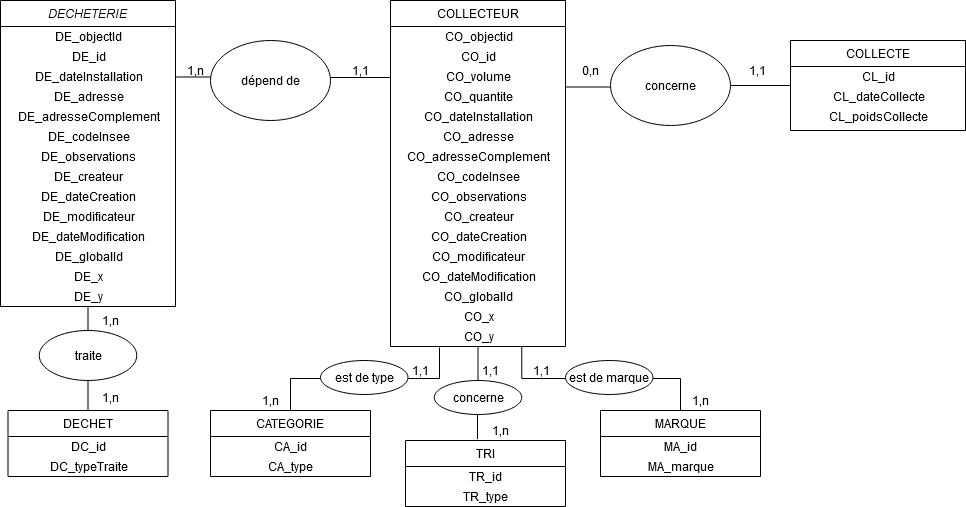 DECHETERIE
DE_objectId
DE_id
DE_dateInstallation
DE_adresse
DE_adresseComplement
DE_codeInsee
DE_observations
DE_createur
DE_dateCreation
DE_modificateur
DE_dateModification
DE_globalId
DE_x
DE_y
1,n
dépend de
1,1
COLLECTEUR
CO_objectid
CO_id
CO_volume
CO_quantite
CO_dateInstallation
CO_adresse
CO_adresseComplement
CO_codeInsee
CO_observations
CO_createur
CO_dateCreation
CO_modificateur
CO_dateModification
CO_globalId
CO_x
CO_y
0,n
concerne
1,1
COLLECTE
CL_id
CL_dateCollecte
CL_poidsCollecte
1,n
traite
1,n
DECHET
DC_id
DC_typeTraite
1,1
est de type
1,n
CATEGORIE
CA_id
CA_type
1,1
concerne
1,n
TRI
TR_id
TR_type
1,1
est de marque
1,n
MARQUE
MA_id
MA_marque